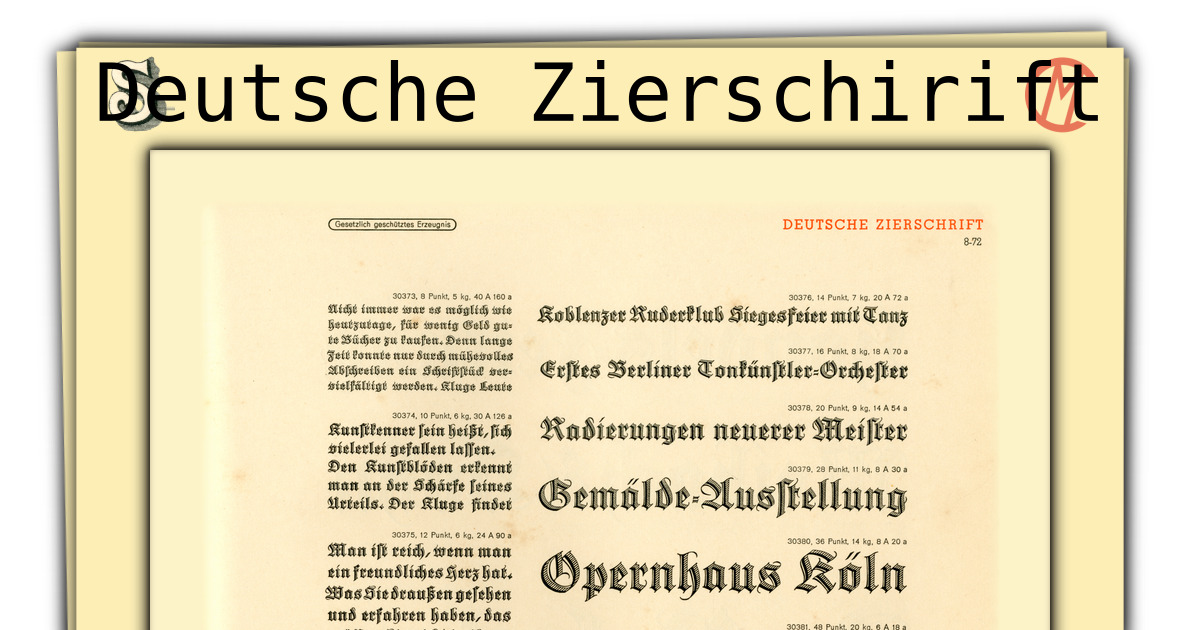 Deutsche Zierschirift
Gesetzlich geschütztes Erzeugnis
DEUTSCHE ZIERSCHRIFT
8-72
30373, 8 Punkt, 5 kg, 40 A 160 a
Nicht immer war es möglich wie
heutzutage, für wenig Geld gu-
te Bücher zu kaufen. Denn lange
Zeit konnte nur durch mühevolles
Abschreiben ein Schriftstück ver-
vielfältigt werden. Kluge Leute
30374, 10 Punkt, 6 kg, 30 A 126 a
Kunstkenner sein heißt, sich
vielerlei gefallen lassen.
Den Kunstblöden erkennt
man an der Schärfe seines
Urteils. Der Kluge findet
30375, 12 Punkt, 6 kg, 24 A 90 a
Man ist reich, wenn man
ein freundliches Herz hat.
Was Sie draußen gesehen
und erfahren haben, das
30376, 14 Punkt, 7 kg, 20 A 72 a
Koblenzer Ruderklub Siegesfeier mit Tanz
30377, 16 Punkt, 8 kg, 18 A 70 a
Erstes Berliner Tonkünstler-Orchester
30378, 20 Punkt, 9 kg, 14 A 54 a
Radierungen neuerer Meister
30379, 28 Punkt, 11 kg, 8 A 30 a
Gemälde-Ausstellung
30380, 36 Punkt, 14 kg, 8 A 20 a
Opernhaus Köln
30381, 48 Punkt, 20 kg, 6 A 18 a